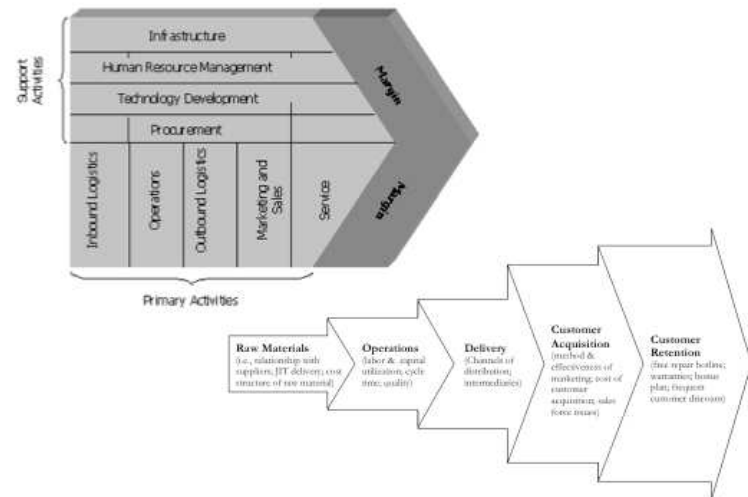 Infrastructure
Human Resource Management
Technology Development
Procurement
Support
Activities
Inbound Logistics
Operations
Outbound Logistics
Marketing and
Sales
Service
Margin
Margin
Primary Activities
Raw Materials
(i.e., relationship with
suppliers; JIT delivery; cost
structure of raw material)
Operations
(labor & capital
utilization; cycle
time; quality)
Delivery
(Channels of
distribution;
intermediaries)
Customer
Acquisition
(method &
effectiveness of
marketing; cost of
customer
acquisition; sales
force issues)
Customer
Retention
(free repair hotline;
warranties; bonus
plan; frequent
customer discount)